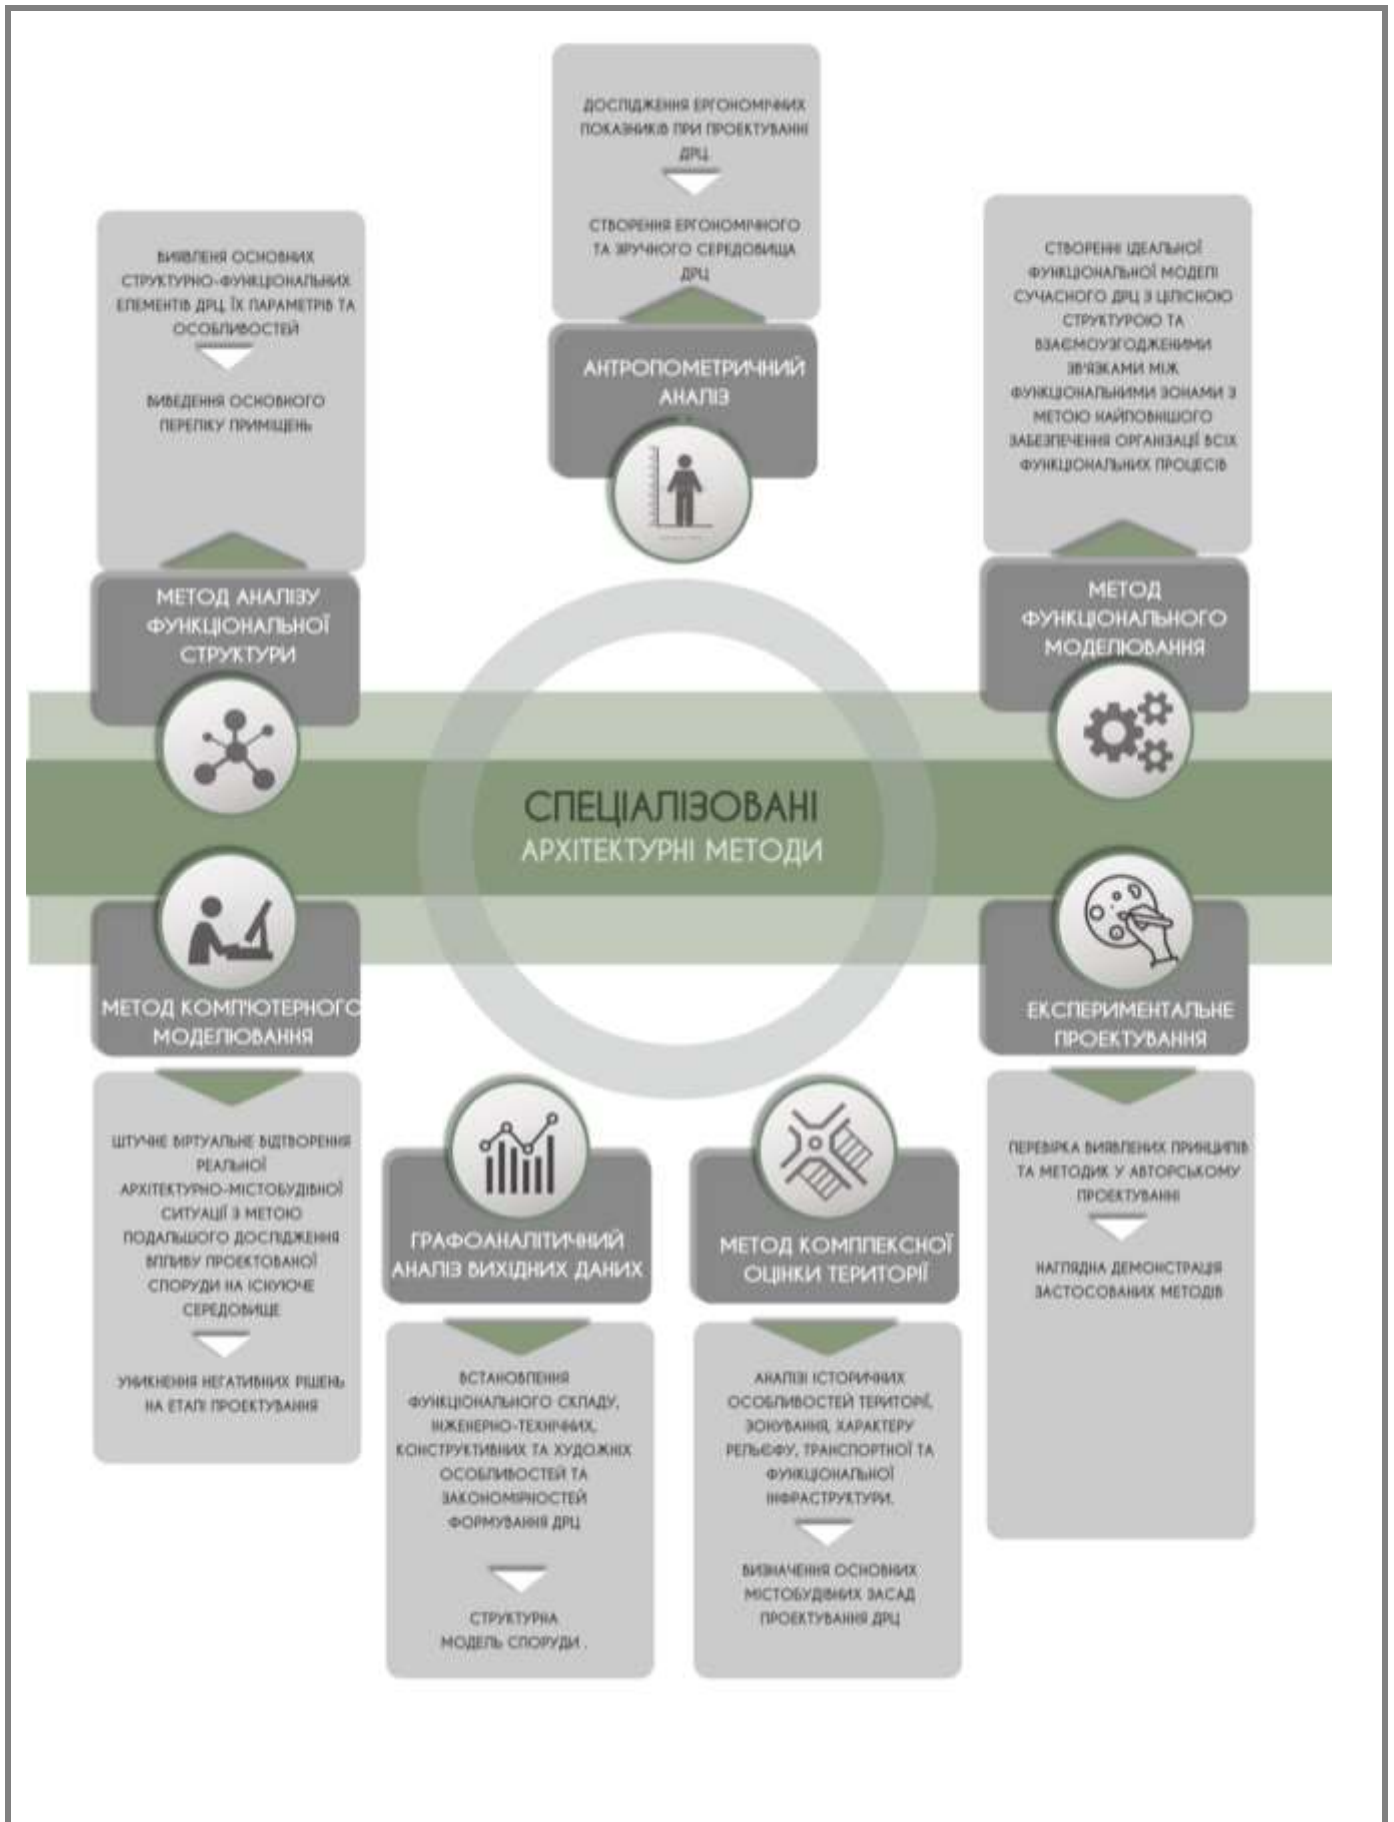 ДОСЛІДЖЕННЯ ЕРГОНОМІЧНИХ
ПОКАЗНИКІВ ПРИ ПРОЕКТУВАННІ
ДРЦ
СТВОРЕННЯ ЕРГОНОМІЧНОГО
ТА ЗРУЧНОГО СЕРЕДОВИЩА
ДРЦ
АНТРОПОМЕТРИЧНИЙ
АНАЛІЗ
ВИЯВЛЕНЯ ОСНОВНИХ
СТРУКТУРНО-ФУНКЦІОНАЛЬНИХ
ЕЛЕМЕНТІВ ДРЦ, ЇХ ПАРАМЕТРІВ ТА
ОСОБЛИВОСТЕЙ
ВИВЕДЕННЯ ОСНОВНОГО
ПЕРЕЛІКУ ПРИМІЩЕНЬ
МЕТОД АНАЛІЗУ
ФУНКЦІОНАЛЬНОЇ
СТРУКТУРИ
СТВОРЕННІ ІДЕАЛЬНОЇ
ФУНКЦІОНАЛЬНОЇ МОДЕЛІ
СУЧАСНОГО ДРЦ З ЦІЛІСНОЮ
СТРУКТУРОЮ ТА
ВЗАЄМОУЗГОДЖЕНИМИ
ЗВ'ЯЗКАМИ МІЖ
ФУНКЦІОНАЛЬНИМИ ЗОНАМИ З
МЕТОЮ НАЙПОВНІШОГО
ЗАБЕЗПЕЧЕННЯ ОРГАНІЗАЦІЇ ВСІХ
ФУНКЦІОНАЛЬНИХ ПРОЦЕСІВ
МЕТОД
ФУНКЦІОНАЛЬНОГО
МОДЕЛЮВАННЯ
СПЕЦІАЛІЗОВАНІ
АРХІТЕКТУРНІ МЕТОДИ
МЕТОД КОМП'ЮТЕРНОГО
МОДЕЛЮВАННЯ
ШТУЧНЕ ВІРТУАЛЬНЕ ВІДТВОРЕННЯ
РЕАЛЬНОЇ
АРХІТЕКТУРНО-МІСТОБУДІВНОЇ
СИТУАЦІЇ З МЕТОЮ
ПОДАЛЬШОГО ДОСЛІДЖЕННЯ
ВПЛИВУ ПРОЕКТОВАНОЇ
СПОРУДИ НА ІСНУЮЧЕ
СЕРЕДОВИЩЕ
УНИКНЕННЯ НЕГАТИВНИХ РІШЕНЬ
НА ЕТАПІ ПРОЕКТУВАННЯ
ГРАФОАНАЛІТИЧНИЙ
АНАЛІЗ ВИХІДНИХ ДАНИХ
ВСТАНОВЛЕННЯ
ФУНКЦІОНАЛЬНОГО СКЛАДУ,
ІНЖЕНЕРНО-ТЕХНІЧНИХ,
КОНСТРУКТИВНИХ ТА ХУДОЖНІХ
ОСОБЛИВОСТЕЙ ТА
ЗАКОНОМІРНОСТЕЙ
ФОРМУВАННЯ ДРЦ
СТРУКТУРНА
МОДЕЛЬ СПОРУДИ .
МЕТОД КОМПЛЕКСНОЇ
ОЦІНКИ ТЕРИТОРІЇ
АНАЛІЗІ ІСТОРИЧНИХ
ОСОБЛИВОСТЕЙ ТЕРИТОРІЇ,
ЗОНУВАННЯ, ХАРАКТЕРУ
РЕЛЬЄФУ, ТРАНСПОРТНОЇ ТА
ФУНКЦІОНАЛЬНОЇ
ІНФРАСТРУКТУРИ.
ВИЗНАЧЕННЯ ОСНОВНИХ
МІСТОБУДІВНИХ ЗАСАД
ПРОЕКТУВАННЯ ДРЦ
ЕКСПЕРИМЕНТАЛЬНЕ
ПРОЕКТУВАННЯ
ПЕРЕВІРКА ВИЯВЛЕНИХ ПРИНЦИПІВ
ТА МЕТОДИК У АВТОРСЬКОМУ
ПРОЕКТУВАННІ
НАГЛЯДНА ДЕМОНСТРАЦІЯ
ЗАСТОСОВАНИХ МЕТОДІВ